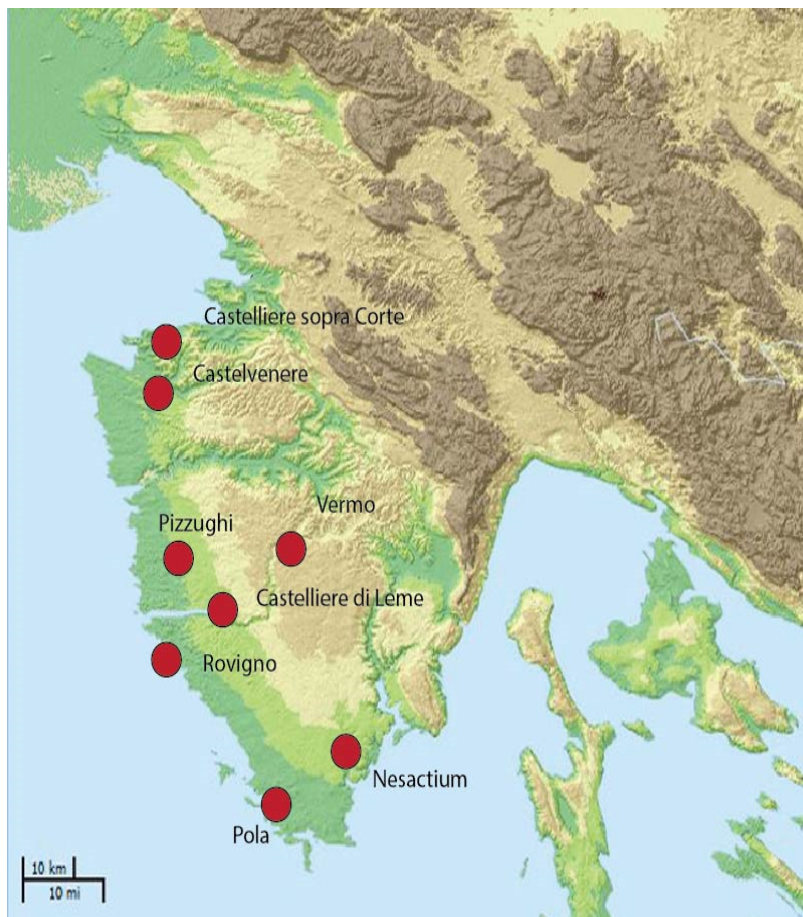 Castelliere sopra Corte
Castelvenere
Vermo
Pizzughi
Castelliere di Leme
Rovigno
Nesactium
Pola
10 km
10 mi